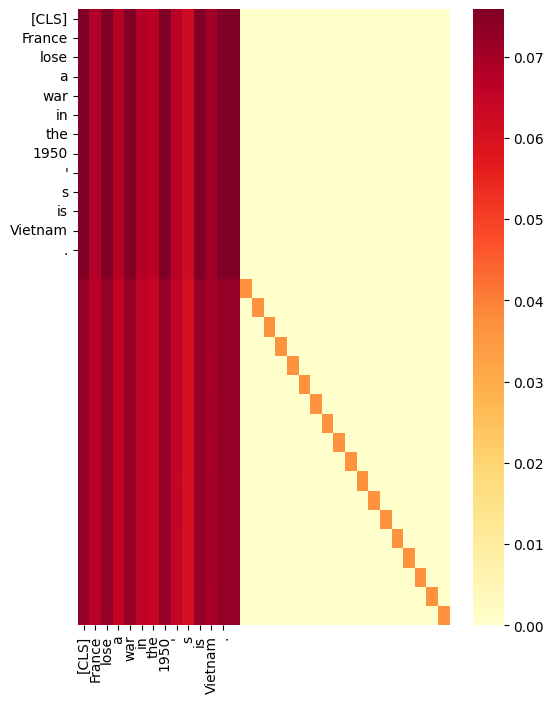 [CLS]
France
lose
a
war
in
the
1950
'
s
is
Vietnam
.
0.07
0.06
0.05
0.04
0.03
0.02
0.01
0.00
[CLS]
France
lose
a
war
in
the
1950
'
s
is
Vietnam
.